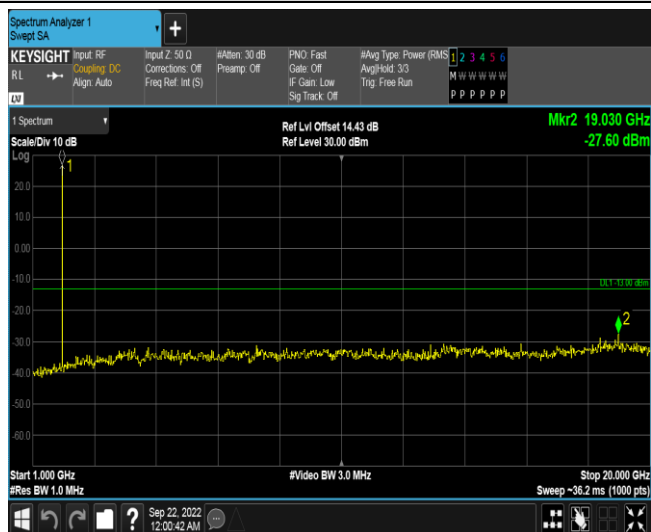 Spectrum Analyzer 1
Swept SA
+
KEYSIGHT
RL
LXI
Input: RF
Coupling: DC
Align: Auto
Input Z: 50 Ω
Corrections: Off
Freq Ref: Int (S)
#Atten: 30 dB
Preamp: Off
PNO: Fast
Gate: Off
IF Gain: Low
Sig Track: Off
#Avg Type: Power (RMS
Avg|Hold: 3/3
Trig: Free Run
1 2 3 4 5 6
M W W W W W
P P P P P P
1 Spectrum
Scale/Div 10 dB
Ref Lvl Offset 14.43 dB
Ref Level 30.00 dBm
Mkr2 19.030 GHz
-27.60 dBm
Log
1
20.0
10.0
0.00
-10.0
DL1 -13.00 dBm
2
-20.0
-30.0
-40.0
-50.0
-60.0
Start 1.000 GHz
#Video BW 3.0 MHz
Stop 20.000 GHz
#Res BW 1.0 MHz
Sweep ~36.2 ms (1000 pts)
?
Sep 22, 2022
12:00:42 AM